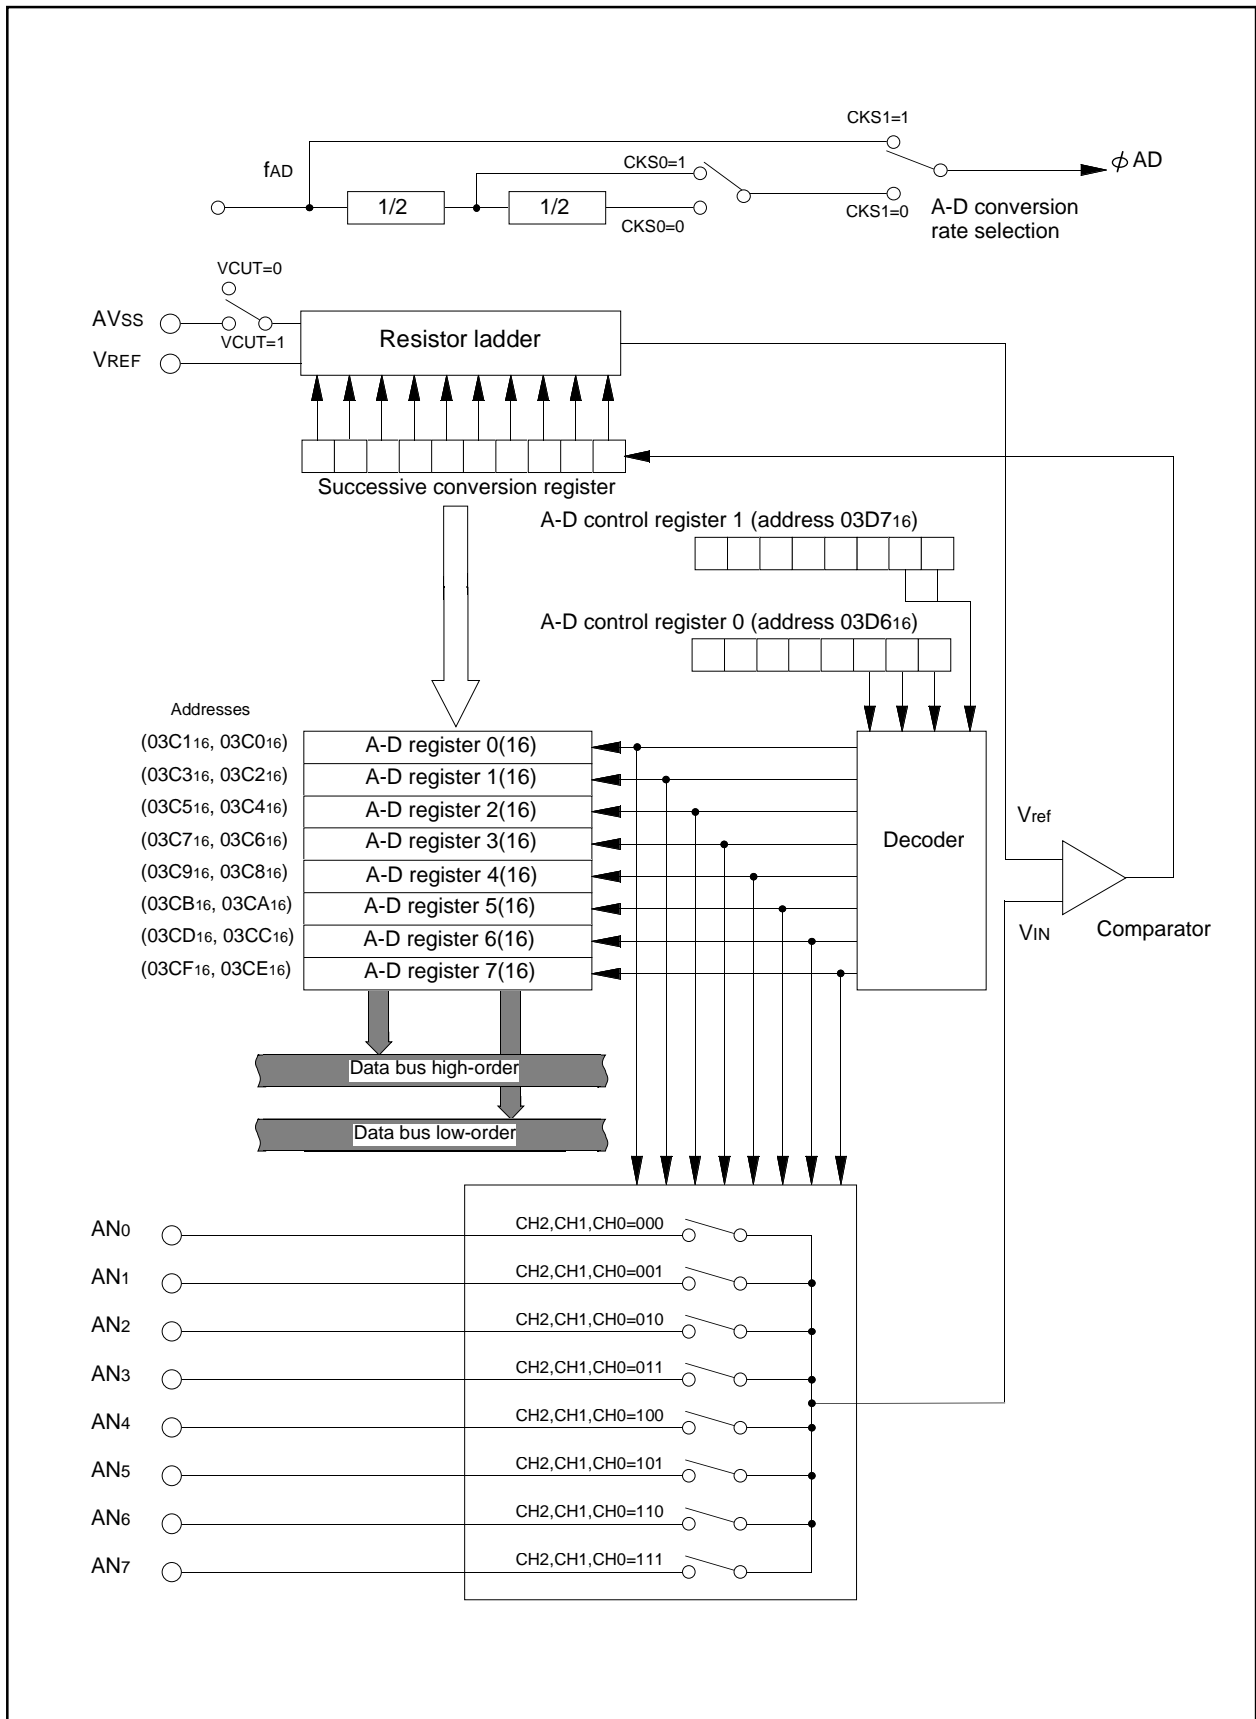 CKS1=1
fAD
CKS0=1
ϕ AD
1/2
1/2
CKS0=0
CKS1=0
A-D conversion
rate selection
VCUT=0
AVSS
VCUT=1
Resistor ladder
VREF
Successive conversion register
A-D control register 1 (address 03D716)
A-D control register 0 (address 03D616)
Addresses
(03C116, 03C016)
A-D register 0(16)
(03C316, 03C216)
A-D register 1(16)
(03C516, 03C416)
A-D register 2(16)
(03C716, 03C616)
A-D register 3(16)
(03C916, 03C816)
A-D register 4(16)
(03CB16, 03CA16)
A-D register 5(16)
(03CD16, 03CC16)
A-D register 6(16)
(03CF16, 03CE16)
A-D register 7(16)
Decoder
Vref
VIN
Comparator
Data bus high-order
Data bus low-order
AN0
CH2,CH1,CH0=000
AN1
CH2,CH1,CH0=001
AN2
CH2,CH1,CH0=010
AN3
CH2,CH1,CH0=011
AN4
CH2,CH1,CH0=100
AN5
CH2,CH1,CH0=101
AN6
CH2,CH1,CH0=110
AN7
CH2,CH1,CH0=111